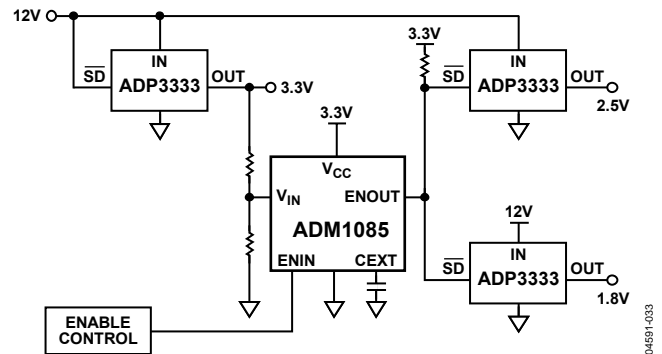 12V
IN
SD
OUT
ADP3333
3.3V
3.3V
IN
SD
OUT
ADP3333
2.5V
3.3V
VCC
VIN
ENOUT
ADM1085
ENIN
CEXT
12V
IN
SD
OUT
ADP3333
1.8V
ENABLE
CONTROL
04591-033